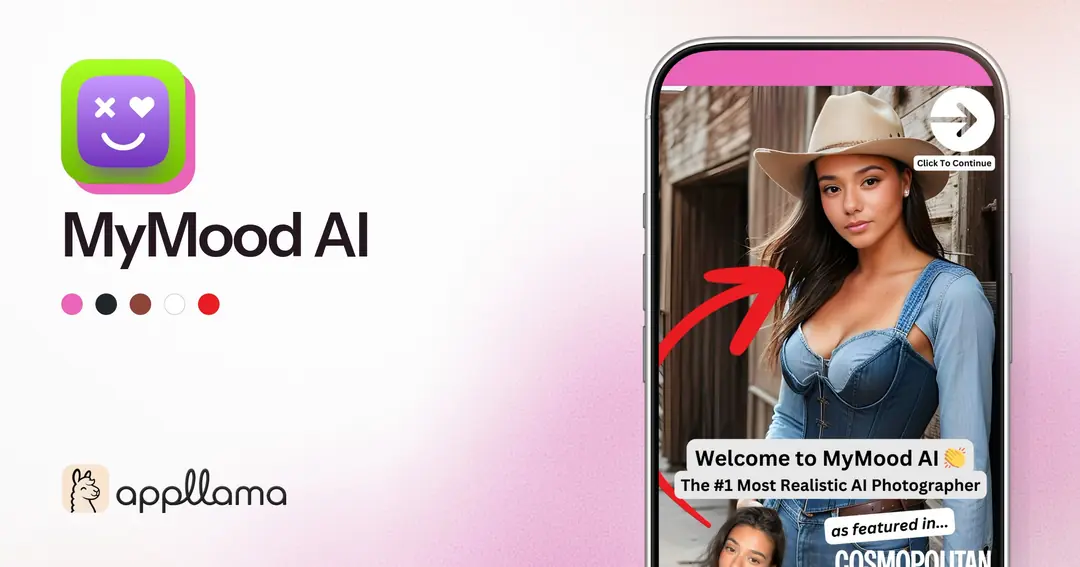 MyMood AI
appllama
Click To Continue
Welcome to MyMood AI 👏
The #1 Most Realistic AI Photographer
as featured in...
COSMOPOLITAN